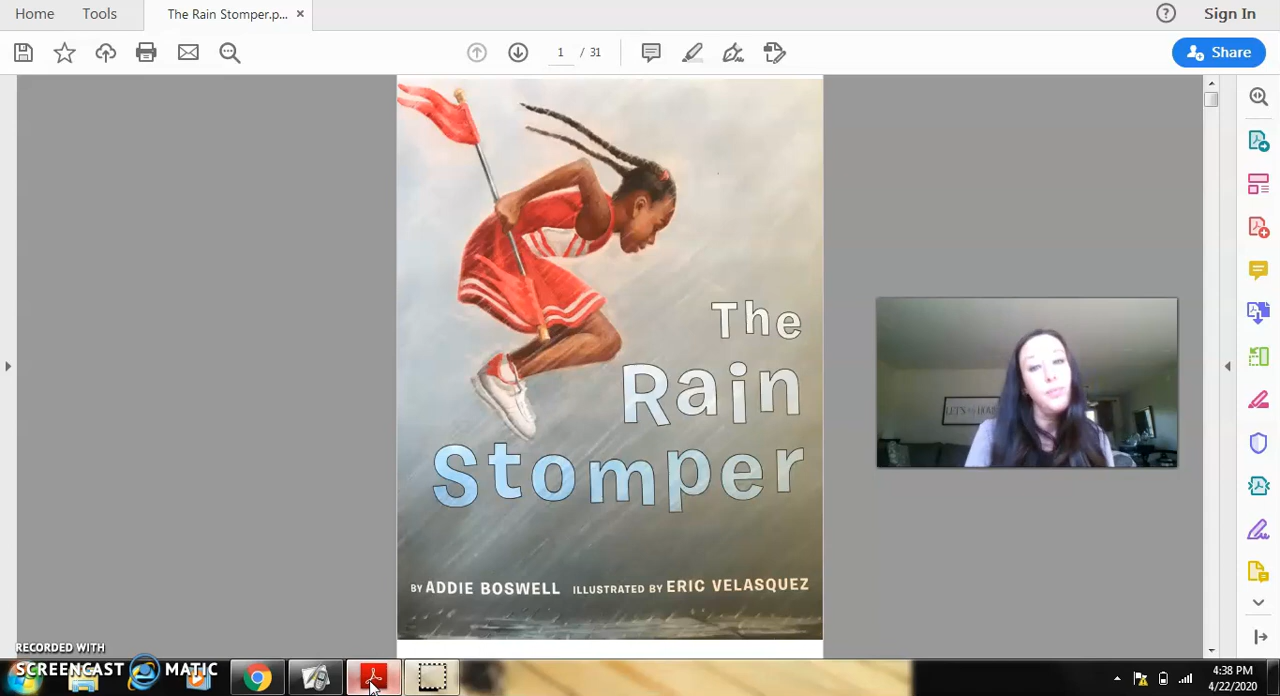 Home Tools The Rain Stomper.p... × ? Sign In
1 / 31 Share
The
Rain
Stomper
LET'S
BY ADDIE BOSWELL ILLUSTRATED BY ERIC VELASQUEZ
RECORDED WITH
SCREENCAST MATIC
4:38 PM
4/22/2020